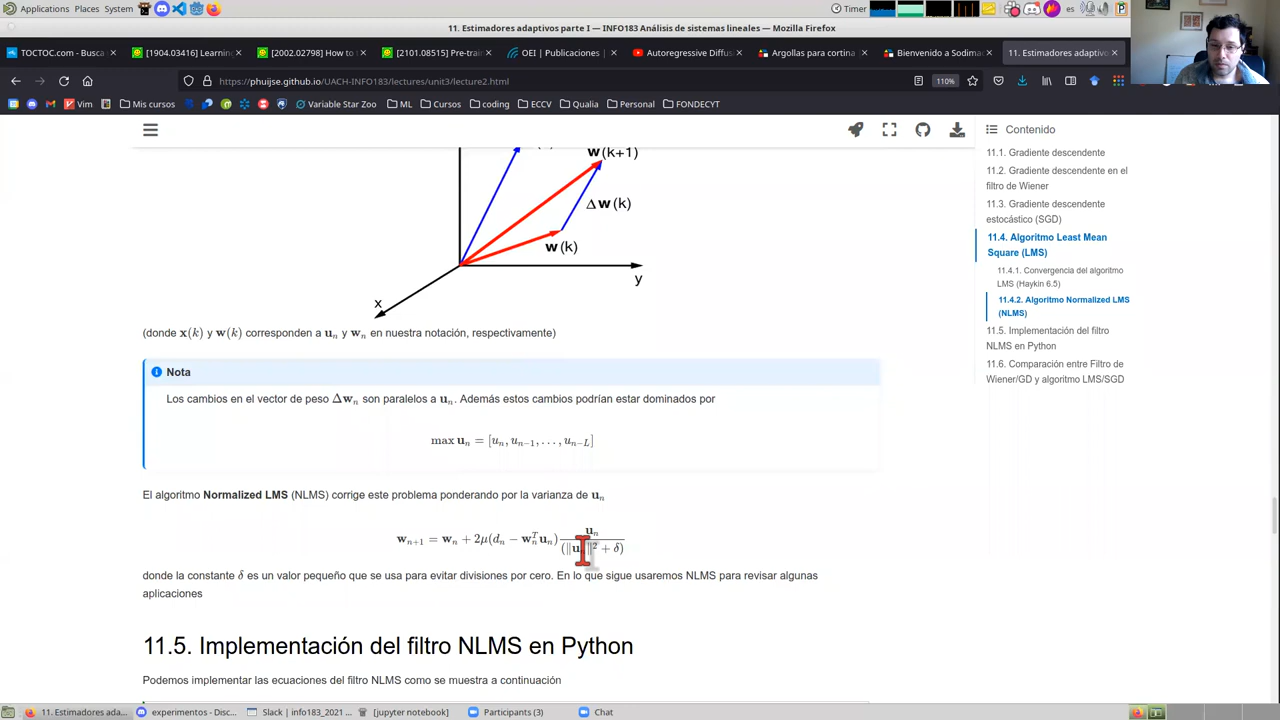 Applications Places System
Timer
es
11. Estimadores adaptivos parte I — INFO183 Análisis de sistemas lineales — Mozilla Firefox
TOCTOC.com - Busca
[1904.03416] Learnin
[2002.02798] How to
[2101.0859
OEI | Publicaciones
Autoregressive Diffus
Argollas para cortina
Bienvenido a Sodima
11. Estimadores adaptivo
https://phuijse.github.io/UACH-INFO183/lectures/unit3/lecture2.html
110%
Vim
Mis cursos
Variable Star Zoo
ML
Cursos
coding
ECCV
Qualia
Personal
FONDECYT
w(k+1)
Δw(k)
w(k)
y
x
(donde x(k) y w(k) corresponden a uₙ y wₙ en nuestra notación, respectivamente)
Nota
Los cambios en el vector de peso Δwₙ son paralelos a uₙ. Además estos cambios podrían estar dominados por
max uₙ = [uₙ, uₙ₋₁, . . . , uₙ₋L]
El algoritmo Normalized LMS (NLMS) corrige este problema ponderando por la varianza de uₙ
wₙ₊₁ = wₙ + 2μ(dₙ − wₙᵀuₙ) uₙ / (‖uₙ‖² + δ)
donde la constante δ es un valor pequeño que se usa para evitar divisiones por cero. En lo que sigue usaremos NLMS para revisar algunas
aplicaciones
11.5. Implementación del filtro NLMS en Python
Podemos implementar las ecuaciones del filtro NLMS como se muestra a continuación
Contenido
11.1. Gradiente descendente
11.2. Gradiente descendente en el
filtro de Wiener
11.3. Gradiente descendente
estocástico (SGD)
11.4. Algoritmo Least Mean
Square (LMS)
11.4.1. Convergencia del algoritmo
LMS (Haykin 6.5)
11.4.2. Algoritmo Normalized LMS
(NLMS)
11.5. Implementación del filtro
NLMS en Python
11.6. Comparación entre Filtro de
Wiener/GD y algoritmo LMS/SGD
11. Estimadores ada...
experimentos - Disc...
Slack | info183_2021 ...
[jupyter notebook]
Participants (3)
Chat